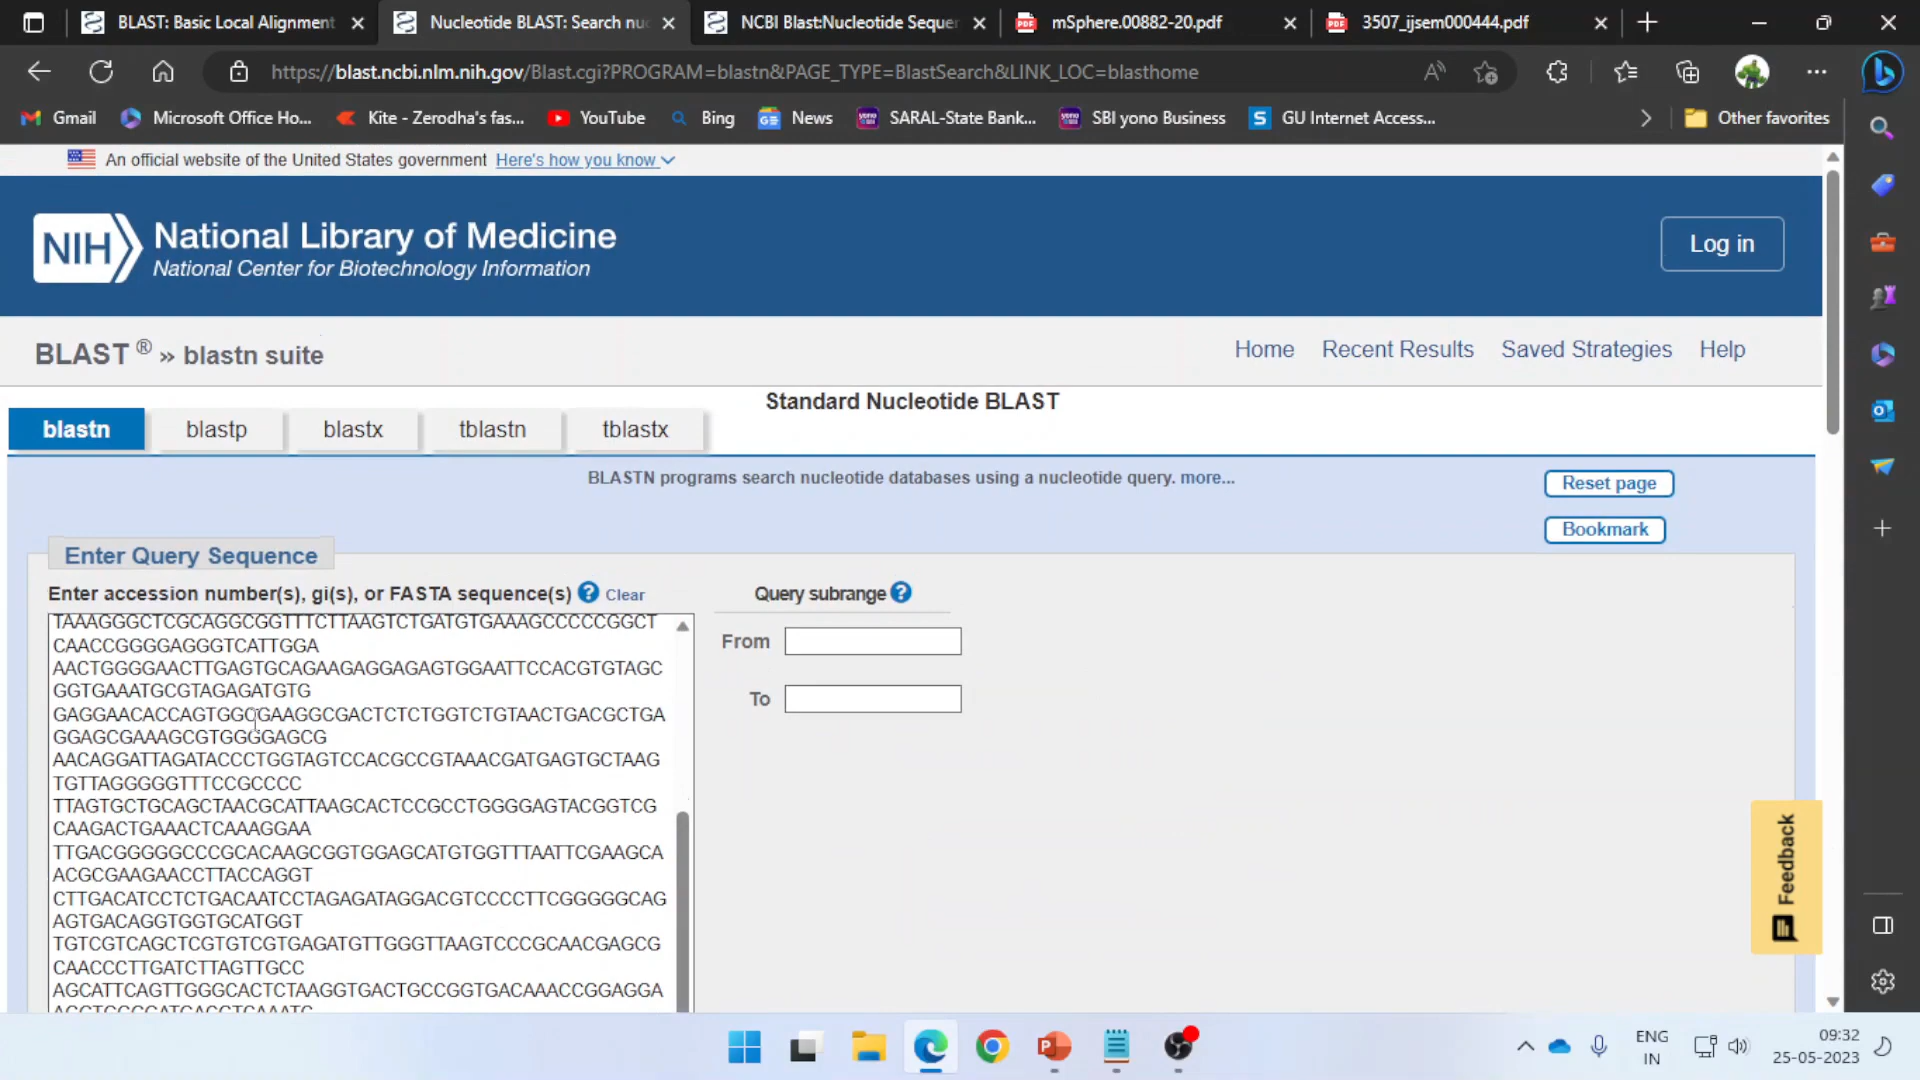 BLAST: Basic Local Alignment
Nucleotide BLAST: Search nu
NCBI Blast:Nucleotide Sequer
PDF mSphere.00882-20.pdf
PDF 3507_ijsem000444.pdf
https://blast.ncbi.nlm.nih.gov/Blast.cgi?PROGRAM=blastn&PAGE_TYPE=BlastSearch&LINK_LOC=blasthome
Gmail
Microsoft Office Ho...
Kite - Zerodha's fas...
YouTube
Bing
News
SARAL-State Bank...
SBI yono Business
GU Internet Access...
Other favorites
An official website of the United States government Here's how you know
NIH National Library of Medicine
National Center for Biotechnology Information
Log in
BLAST ® » blastn suite
Home Recent Results Saved Strategies Help
Standard Nucleotide BLAST
blastn blastp blastx tblastn tblastx
BLASTN programs search nucleotide databases using a nucleotide query. more...
Reset page
Bookmark
Enter Query Sequence
Enter accession number(s), gi(s), or FASTA sequence(s) ? Clear
Query subrange ?
From
To
TAAAGGGCTCGCAGGCGGTTTCTTAAGTCTGATGTGAAAGCCCCCGGCT
CAACCGGGGAGGGTCATTGGA
AACTGGGGAACTTGAGTGCAGAAGAGGAGAGTGGAATTCCACGTGTAGC
GGTGAAATGCGTAGAGATGTG
GAGGAACACCAGTGGCGAAGGCGACTCTCTGGTCTGTAACTGACGCTGA
GGAGCGAAAGCGTGGGGAGCG
AACAGGATTAGATACCCTGGTAGTCCACGCCGTAAACGATGAGTGCTAAG
TGTTAGGGGGTTTCCGCCCC
TTAGTGCTGCAGCTAACGCATTAAGCACTCCGCCTGGGGAGTACGGTCG
CAAGACTGAAACTCAAAGGAA
TTGACGGGGGCCCGCACAAGCGGTGGAGCATGTGGTTTAATTCGAAGCA
ACGCGAAGAACCTTACCAGGT
CTTGACATCCTCTGACAATCCTAGAGATAGGACGTCCCCTTCGGGGGCAG
AGTGACAGGTGGTGCATGGT
TGTCGTCAGCTCGTGTCGTGAGATGTTGGGTTAAGTCCCGCAACGAGCG
CAACCCTTGATCTTAGTTGCC
AGCATTCAGTTGGGCACTCTAAGGTGACTGCCGGTGACAAACCGGAGGA
Feedback
ENG
IN
09:32
25-05-2023